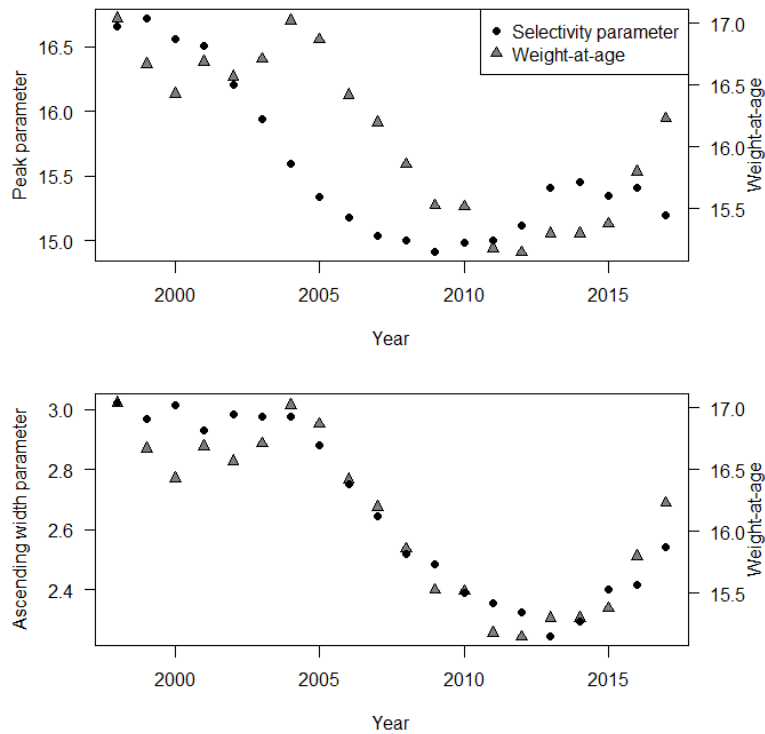 Selectivity parameter
Weight-at-age
Peak parameter
16.5
16.0
15.5
15.0
17.0
16.5
16.0
15.5
Weight-at-age
2000 2005 2010 2015
Year
Ascending width parameter
3.0
2.8
2.6
2.4
17.0
16.5
16.0
15.5
Weight-at-age
2000 2005 2010 2015
Year